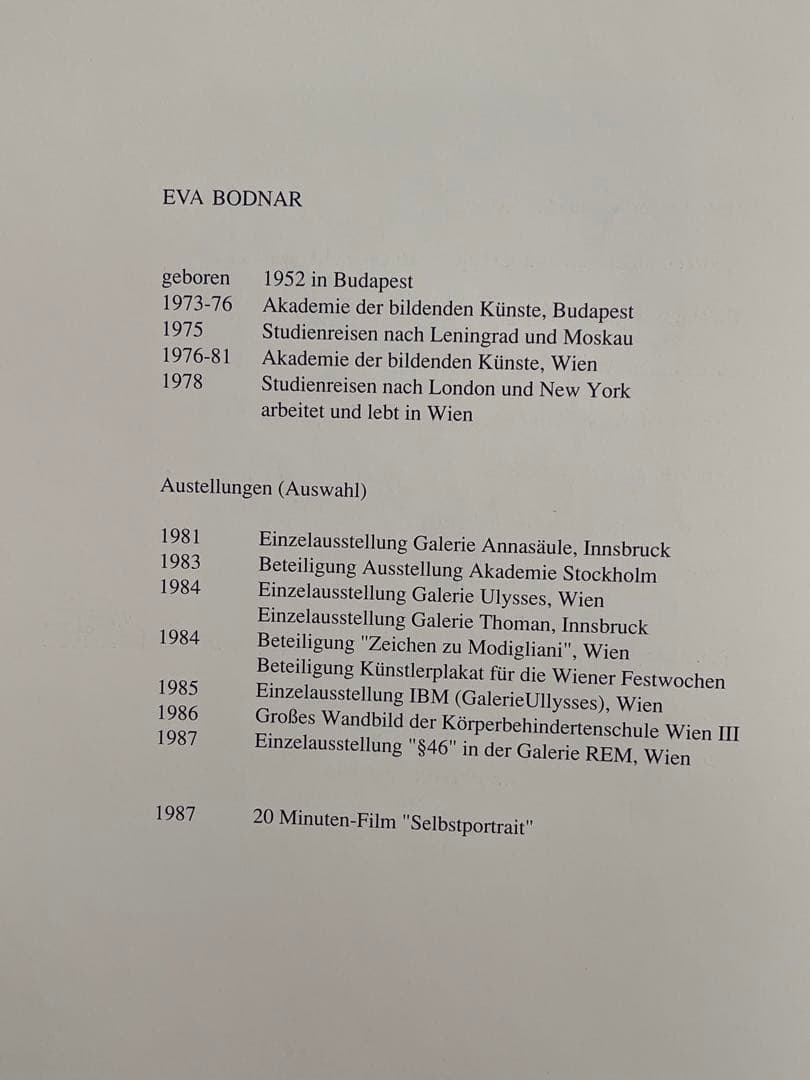 EVA BODNAR
geboren 1952 in Budapest
1973-76 Akademie der bildenden Künste, Budapest
1975 Studienreisen nach Leningrad und Moskau
1976-81 Akademie der bildenden Künste, Wien
1978 Studienreisen nach London und New York
arbeitet und lebt in Wien
Austellungen (Auswahl)
1981 Einzelausstellung Galerie Annasäule, Innsbruck
1983 Beteiligung Ausstellung Akademie Stockholm
1984 Einzelausstellung Galerie Ulysses, Wien
Einzelausstellung Galerie Thoman, Innsbruck
1984 Beteiligung "Zeichen zu Modigliani", Wien
Beteiligung Künstlerplakat für die Wiener Festwochen
1985 Einzelausstellung IBM (GalerieUllysses), Wien
1986 Großes Wandbild der Körperbehindertenschule Wien III
1987 Einzelausstellung "§46" in der Galerie REM, Wien
1987 20 Minuten-Film "Selbstportrait"